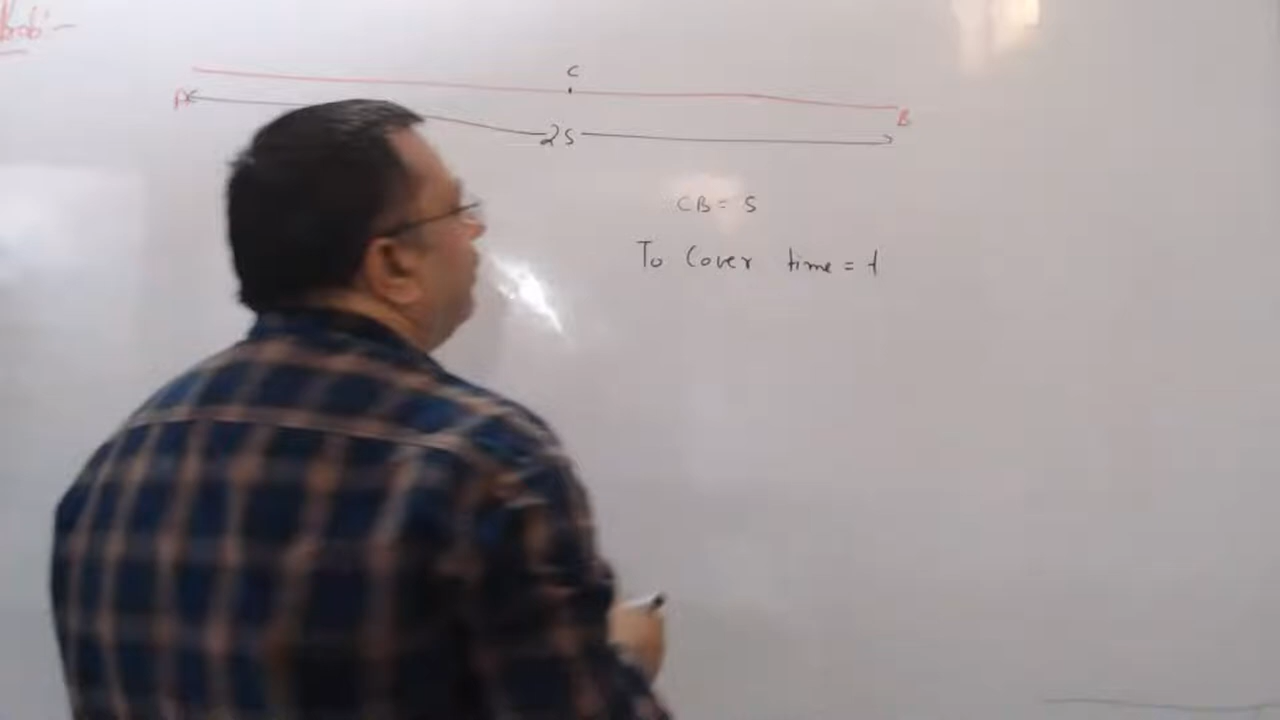 C
A
B
2S
CB = S
To Cover time = t